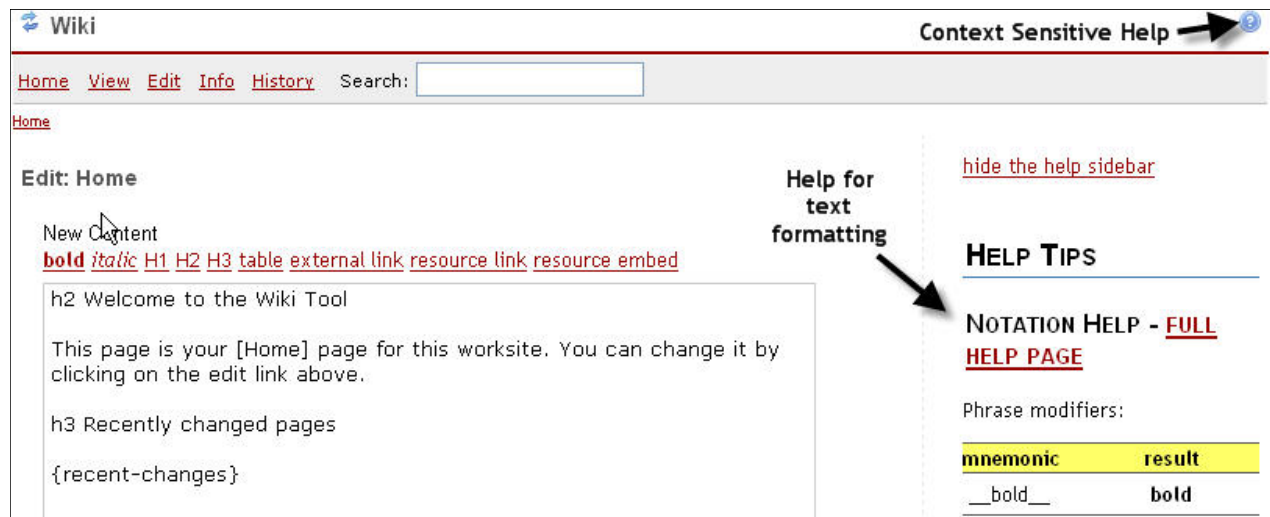 Wiki
Context Sensitive Help
Home View Edit Info History Search:
Home
Edit: Home
New Content
bold italic H1 H2 H3 table external link resource link resource embed
h2 Welcome to the Wiki Tool
This page is your [Home] page for this worksite. You can change it by
clicking on the edit link above.
h3 Recently changed pages
{recent-changes}
Help for
text
formatting
hide the help sidebar
HELP TIPS
NOTATION HELP - FULL
HELP PAGE
Phrase modifiers:
mnemonic result
__bold__ bold